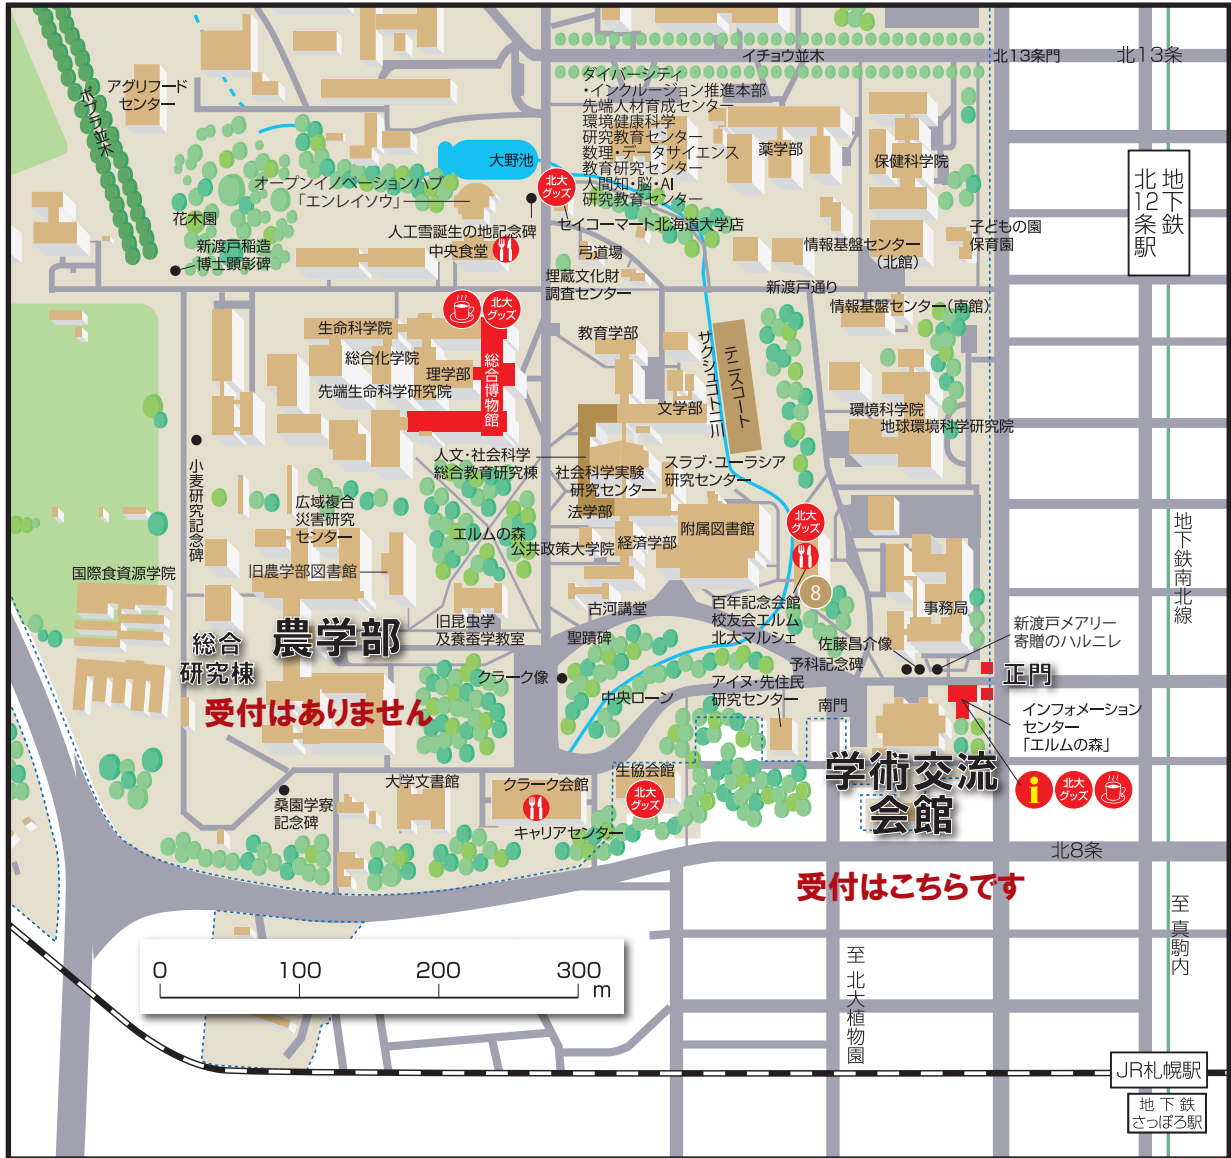 イチョウ並木
北13条門
北13条
アグリフード
センター
ポプラ並木
ダイバーシティ
・インクルージョン推進本部
先端人材育成センター
環境健康科学
研究教育センター
数理・データサイエンス
教育研究センター
人間知・脳・AI
研究教育センター
薬学部
保健科学院
地下鉄
北12条駅
大野池
オープンイノベーションハブ
「エンレイソウ」
北大
グッズ
花木園
人工雪誕生の地記念碑
中央食堂
セイコーマート北海道大学店
新渡戸稲造
博士顕彰碑
弓道場
情報基盤センター
（北館）
子どもの園
保育園
埋蔵文化財
調査センター
新渡戸通り
情報基盤センター（南館）
北大
グッズ
生命科学院
総合化学院
理学部
先端生命科学研究院
総合博物館
教育学部
サクシュコトニ川
テニスコート
文学部
環境科学院
地球環境科学研究院
小麦研究記念碑
人文・社会科学
総合教育研究棟
社会科学実験
研究センター
スラブ・ユーラシア
研究センター
広域複合
災害研究
センター
エルムの森
法学部
公共政策大学院
経済学部
附属図書館
北大
グッズ
地下鉄南北線
旧農学部図書館
国際食資源学院
8
旧昆虫学
及養蚕学教室
古河講堂
聖蹟碑
百年記念会館
校友会エルム
北大マルシェ
事務局
新渡戸メアリー
寄贈のハルニレ
佐藤昌介像
予科記念碑
総合
研究棟
農学部
受付はありません
クラーク像
中央ローン
アイヌ・先住民
研究センター
南門
正門
インフォメーション
センター
「エルムの森」
学術交流
会館
i
北大
グッズ
大学文書館
クラーク会館
生協会館
北大
グッズ
キャリアセンター
桑園学寮
記念碑
北8条
受付はこちらです
至 真駒内
至 北大植物園
0 100 200 300
m
JR札幌駅
地下鉄
さっぽろ駅